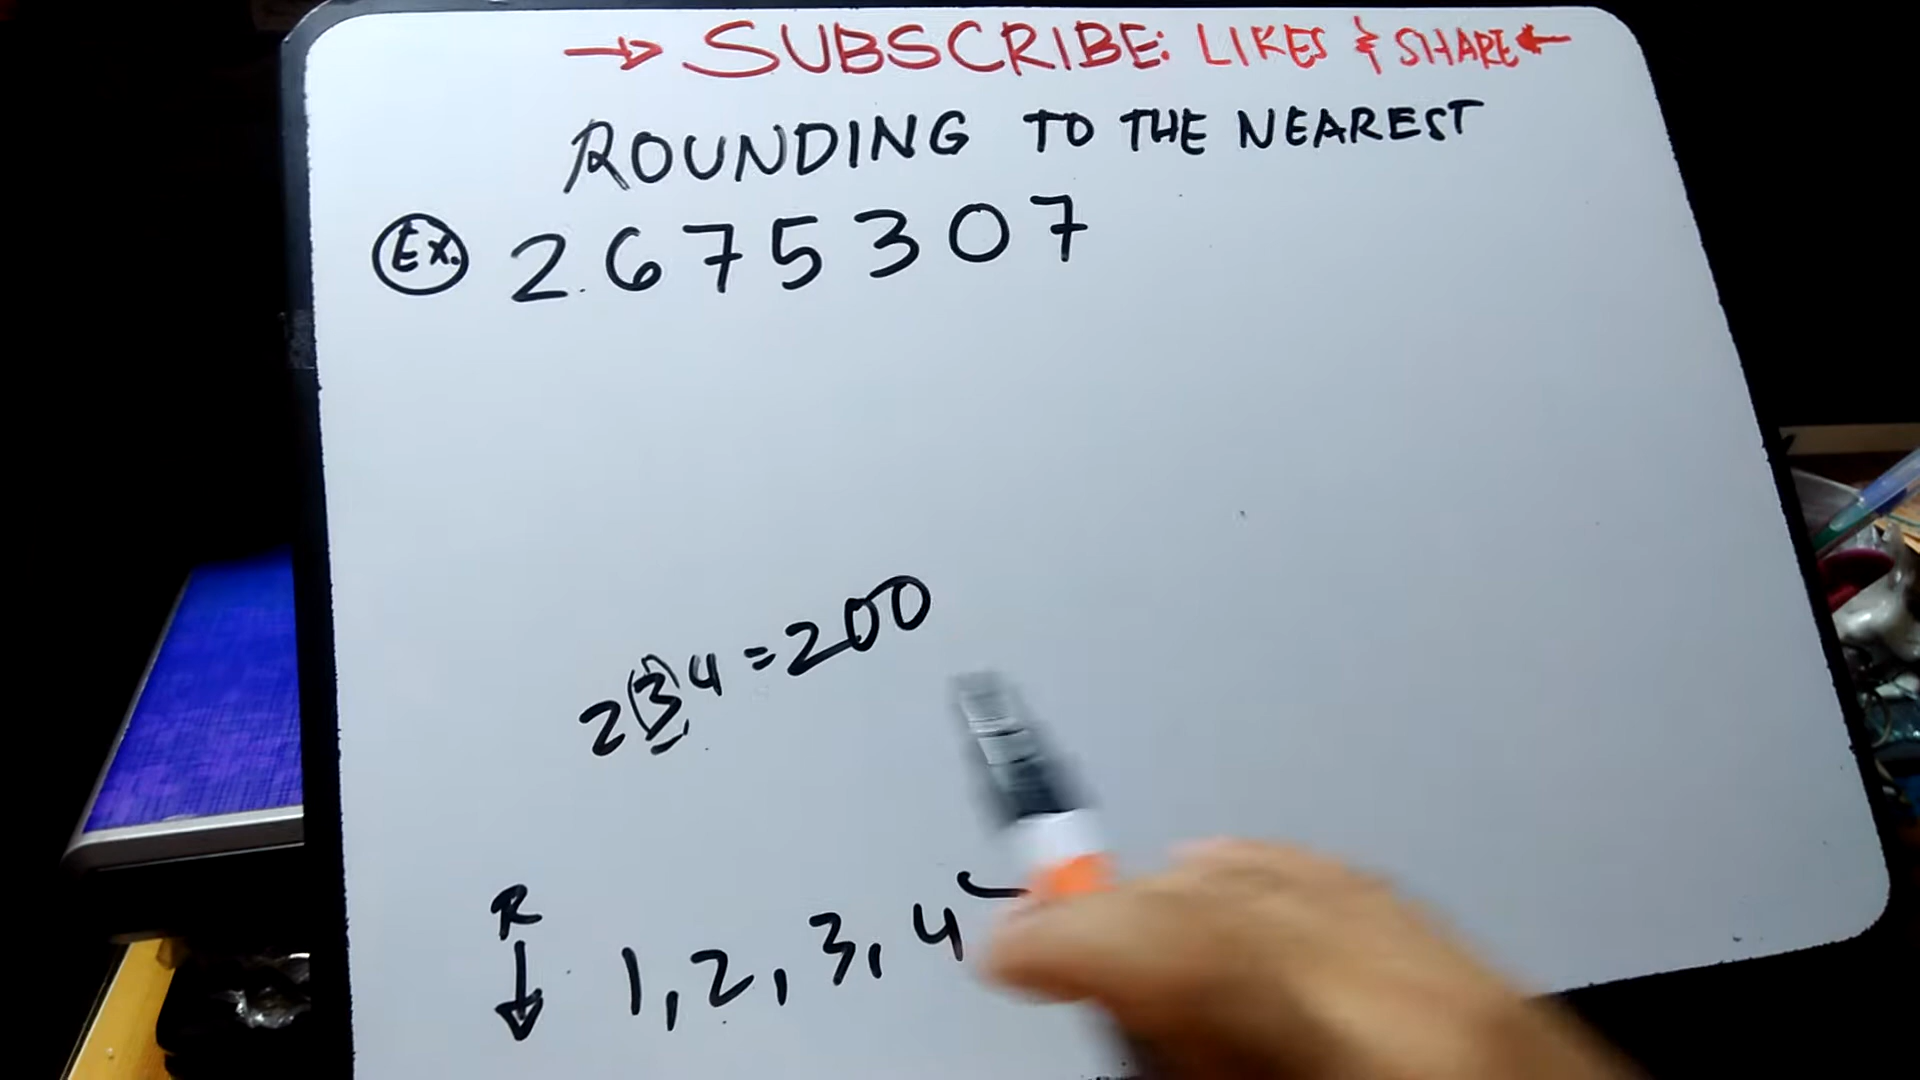 → SUBSCRIBE: LIKES & SHARE ←
ROUNDING TO THE NEAREST
Ex. 2675307
234 = 200
R ↓ 1, 2, 3, 4